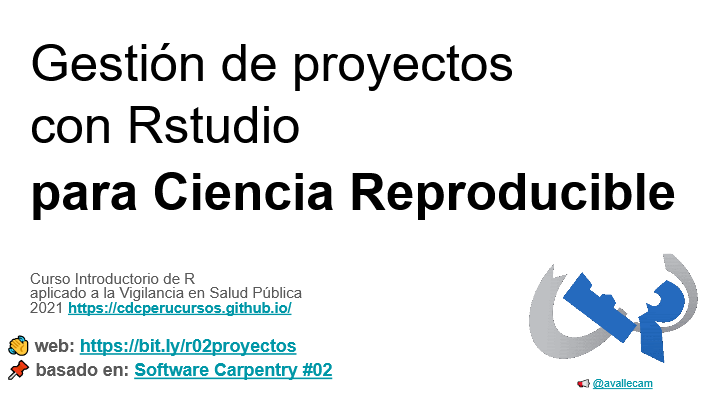 Gestión de proyectos
con Rstudio
para Ciencia Reproducible
Curso Introductorio de R
aplicado a la Vigilancia en Salud Pública
2021 https://cdcperucursos.github.io/
web: https://bit.ly/r02proyectos
basado en: Software Carpentry #02
@avallecam